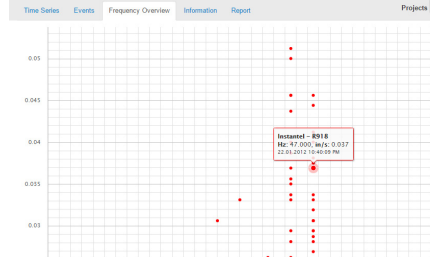 Time Series Events Frequency Overview Information Report Projects
0.05
0.045
0.04
Instantel - R918
Hz: 47.000, in/s: 0.037
22.01.2012 10:40:09 PM
0.035
0.03